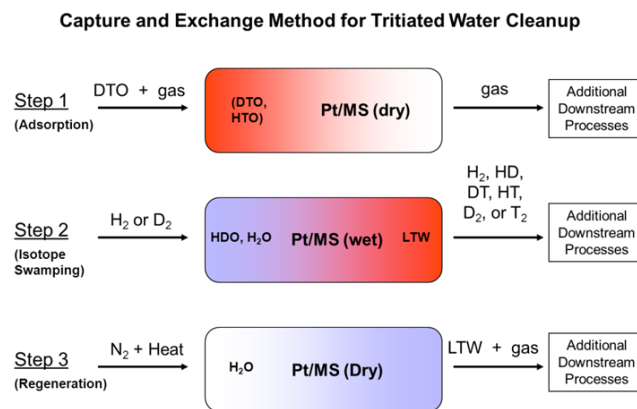 Capture and Exchange Method for Tritiated Water Cleanup
Step 1
(Adsorption)
DTO + gas
(DTO,
HTO)
Pt/MS (dry)
gas
Additional
Downstream
Processes
Step 2
(Isotope
Swamping)
H₂ or D₂
HDO, H₂O
Pt/MS (wet)
LTW
H₂, HD,
DT, HT,
D₂, or T₂
Additional
Downstream
Processes
Step 3
(Regeneration)
N₂ + Heat
H₂O
Pt/MS (Dry)
LTW + gas
Additional
Downstream
Processes